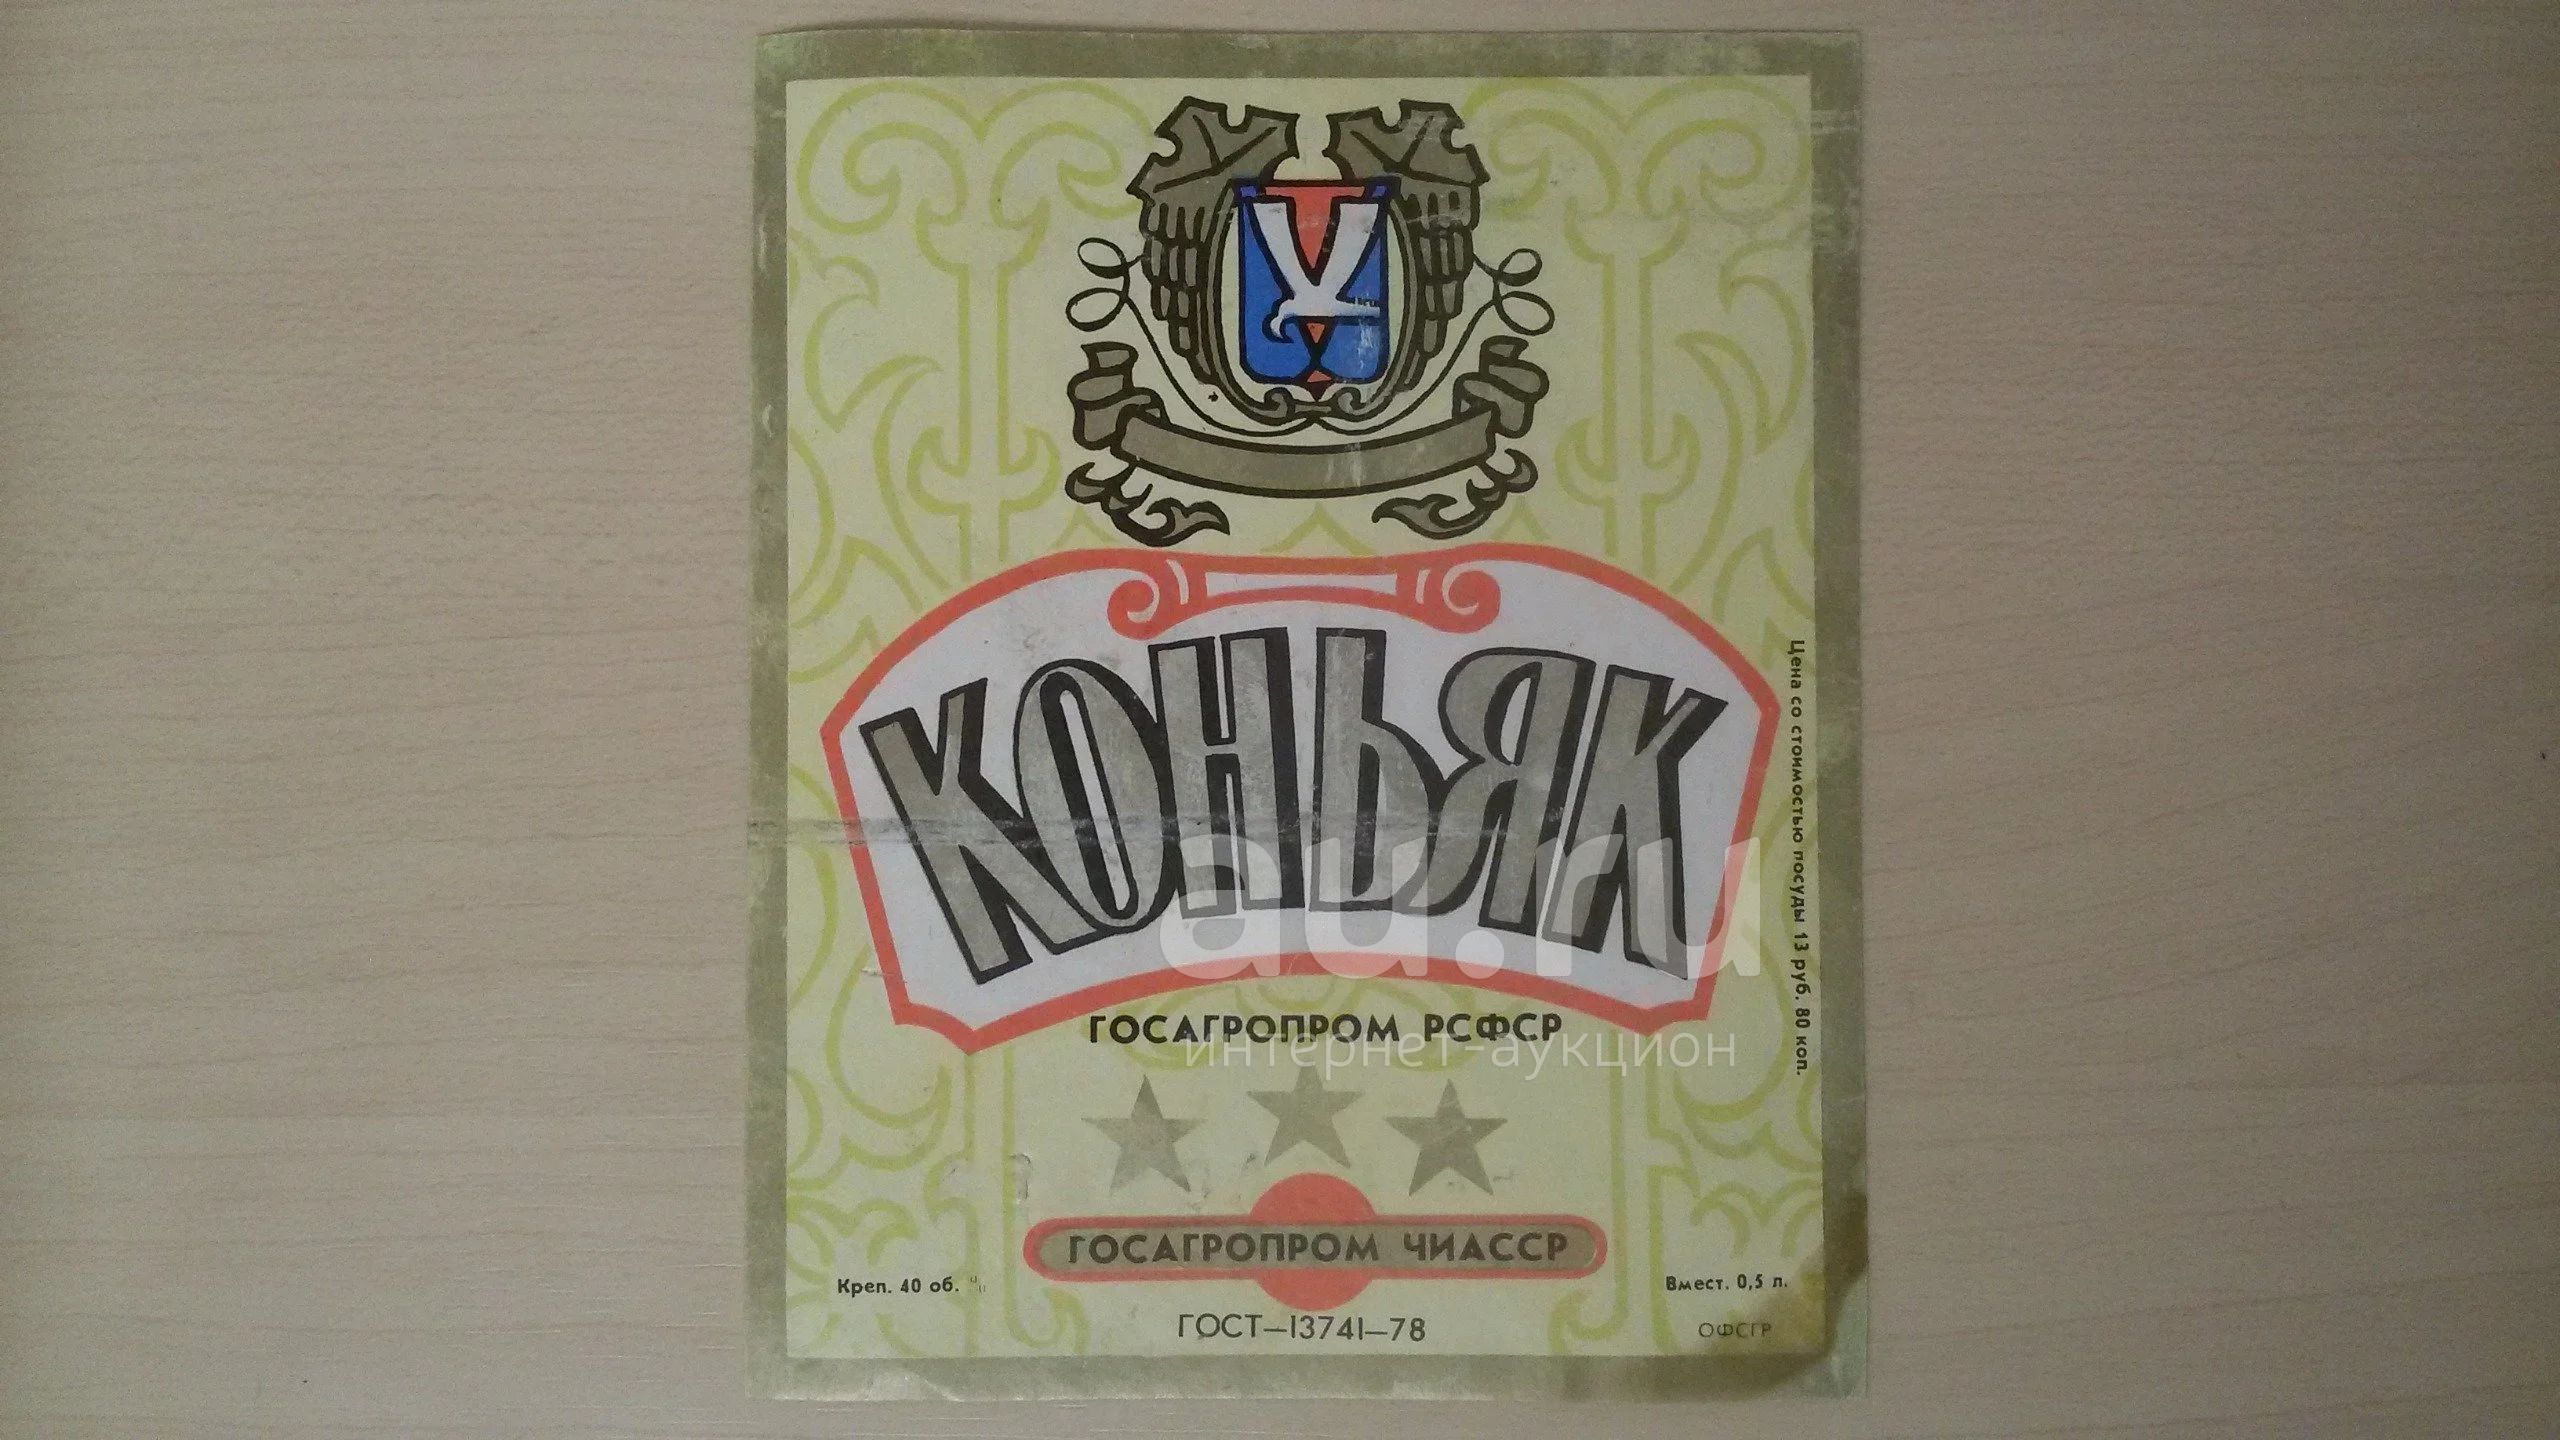 КОНЬЯК
ГОСАГРОПРОМ РСФСР
ГОСАГРОПРОМ ЧИАССР
Креп. 40 об. %
Вмест. 0,5 л.
ГОСТ—13741—78
ОФСГР
Цена со стоимостью посуды 13 руб. 80 коп.
au.ru
интернет-аукцион